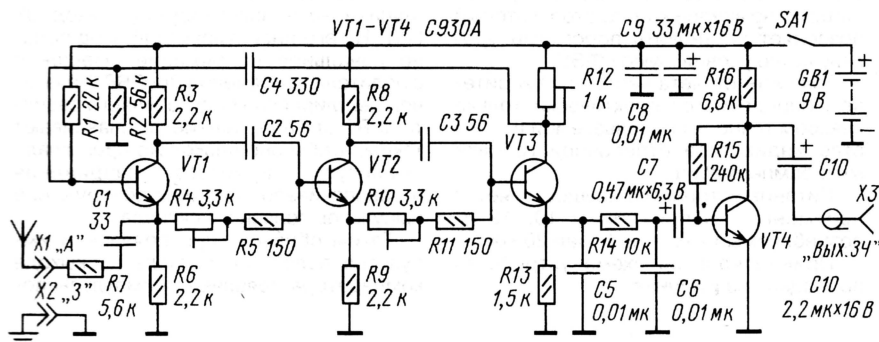 VT1-VT4 C930A
C9 33 мк×16 В
SA1
R1 22 к
R2 56 к
R3
2,2 к
C4 330
R8
2,2 к
R12
1 к
C8
0,01 мк
R16
6,8 к
GB1
9 В
C2 56
C3 56
VT1
VT2
VT3
C7
0,47 мк×6,3 В
R15
240 к
C10
X3
C1
33
R4 3,3 к
R5 150
R10 3,3 к
R11 150
R14 10 к
VT4
„Вых. ЗЧ"
X1 „А"
X2 „З"
R7
5,6 к
R6
2,2 к
R9
2,2 к
R13
1,5 к
C5
0,01 мк
C6
0,01 мк
C10
2,2 мк×16 В